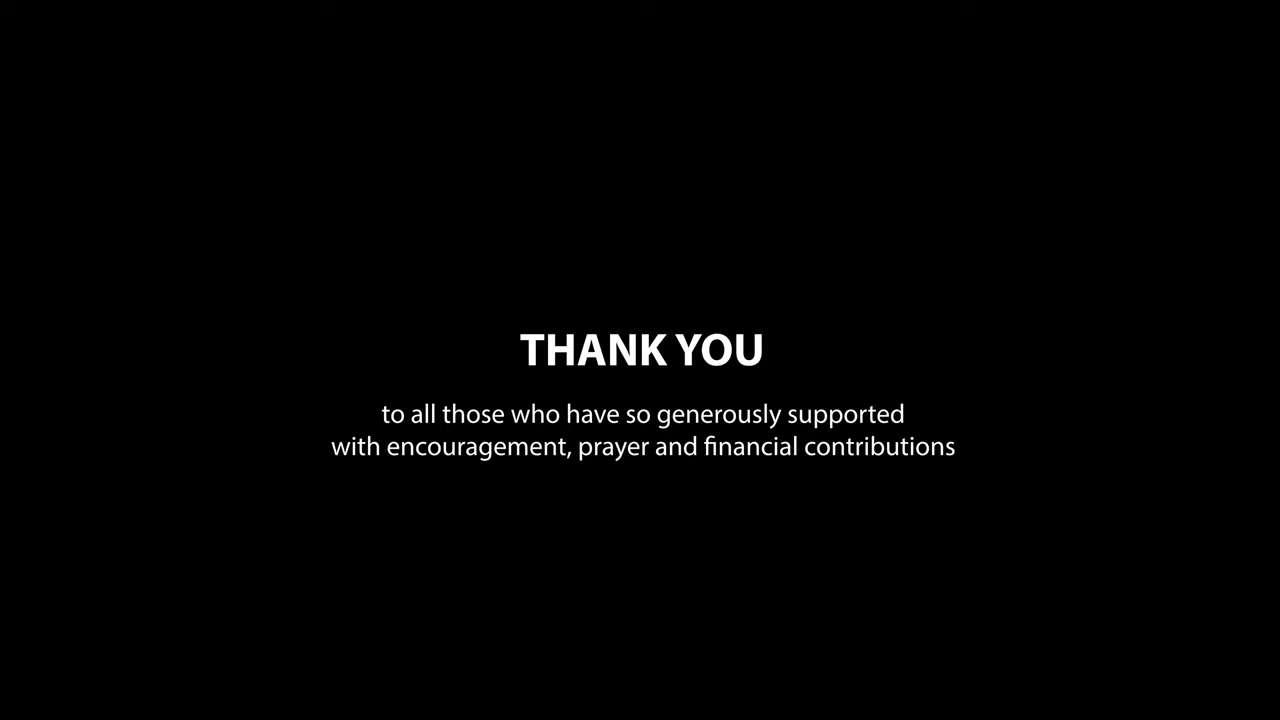 THANK YOU
to all those who have so generously supported
with encouragement, prayer and financial contributions